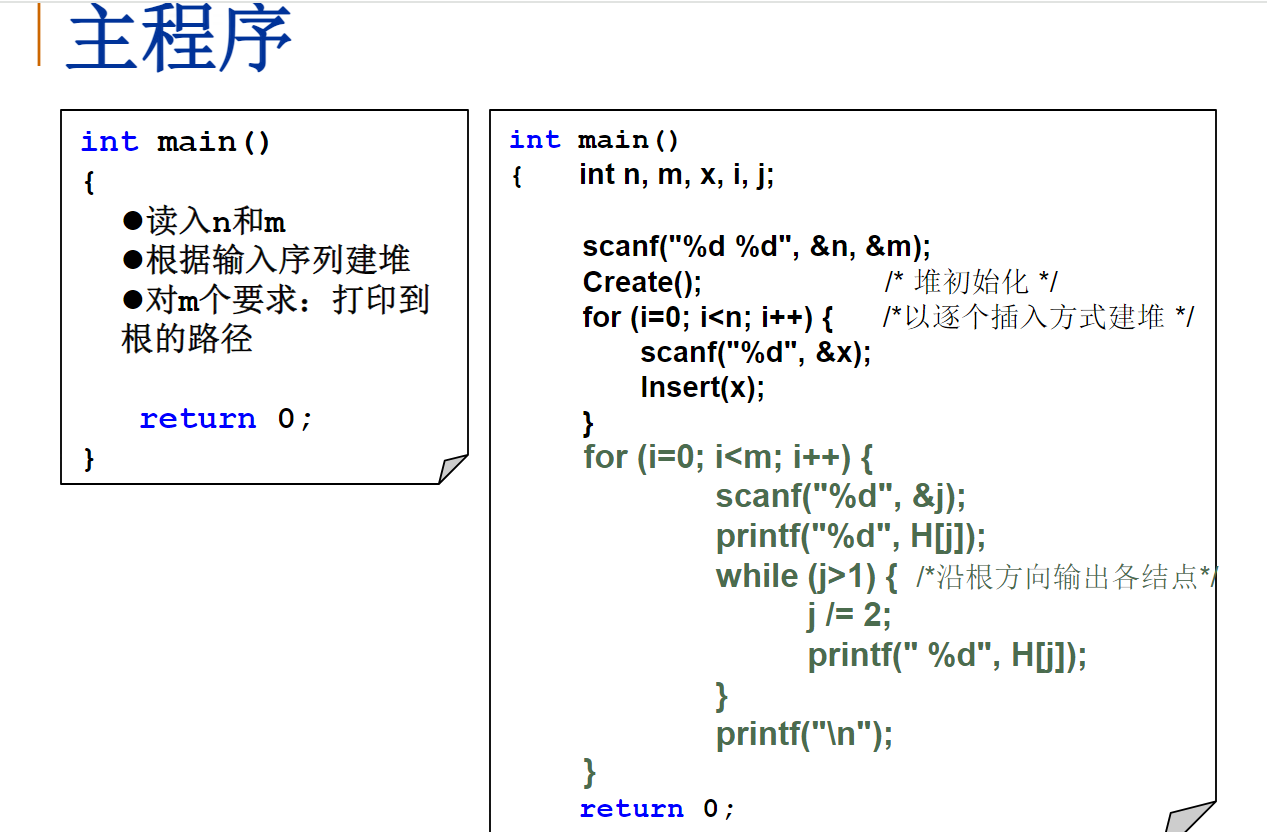 主程序
int main()
{
●读入n和m
●根据输入序列建堆
●对m个要求：打印到
根的路径
return 0;
}
int main()
{ int n, m, x, i, j;
scanf("%d %d", &n, &m);
Create(); /* 堆初始化 */
for (i=0; i<n; i++) { /*以逐个插入方式建堆 */
scanf("%d", &x);
Insert(x);
}
for (i=0; i<m; i++) {
scanf("%d", &j);
printf("%d", H[j]);
while (j>1) { /*沿根方向输出各结点*/
j /= 2;
printf(" %d", H[j]);
}
printf("\n");
}
return 0;